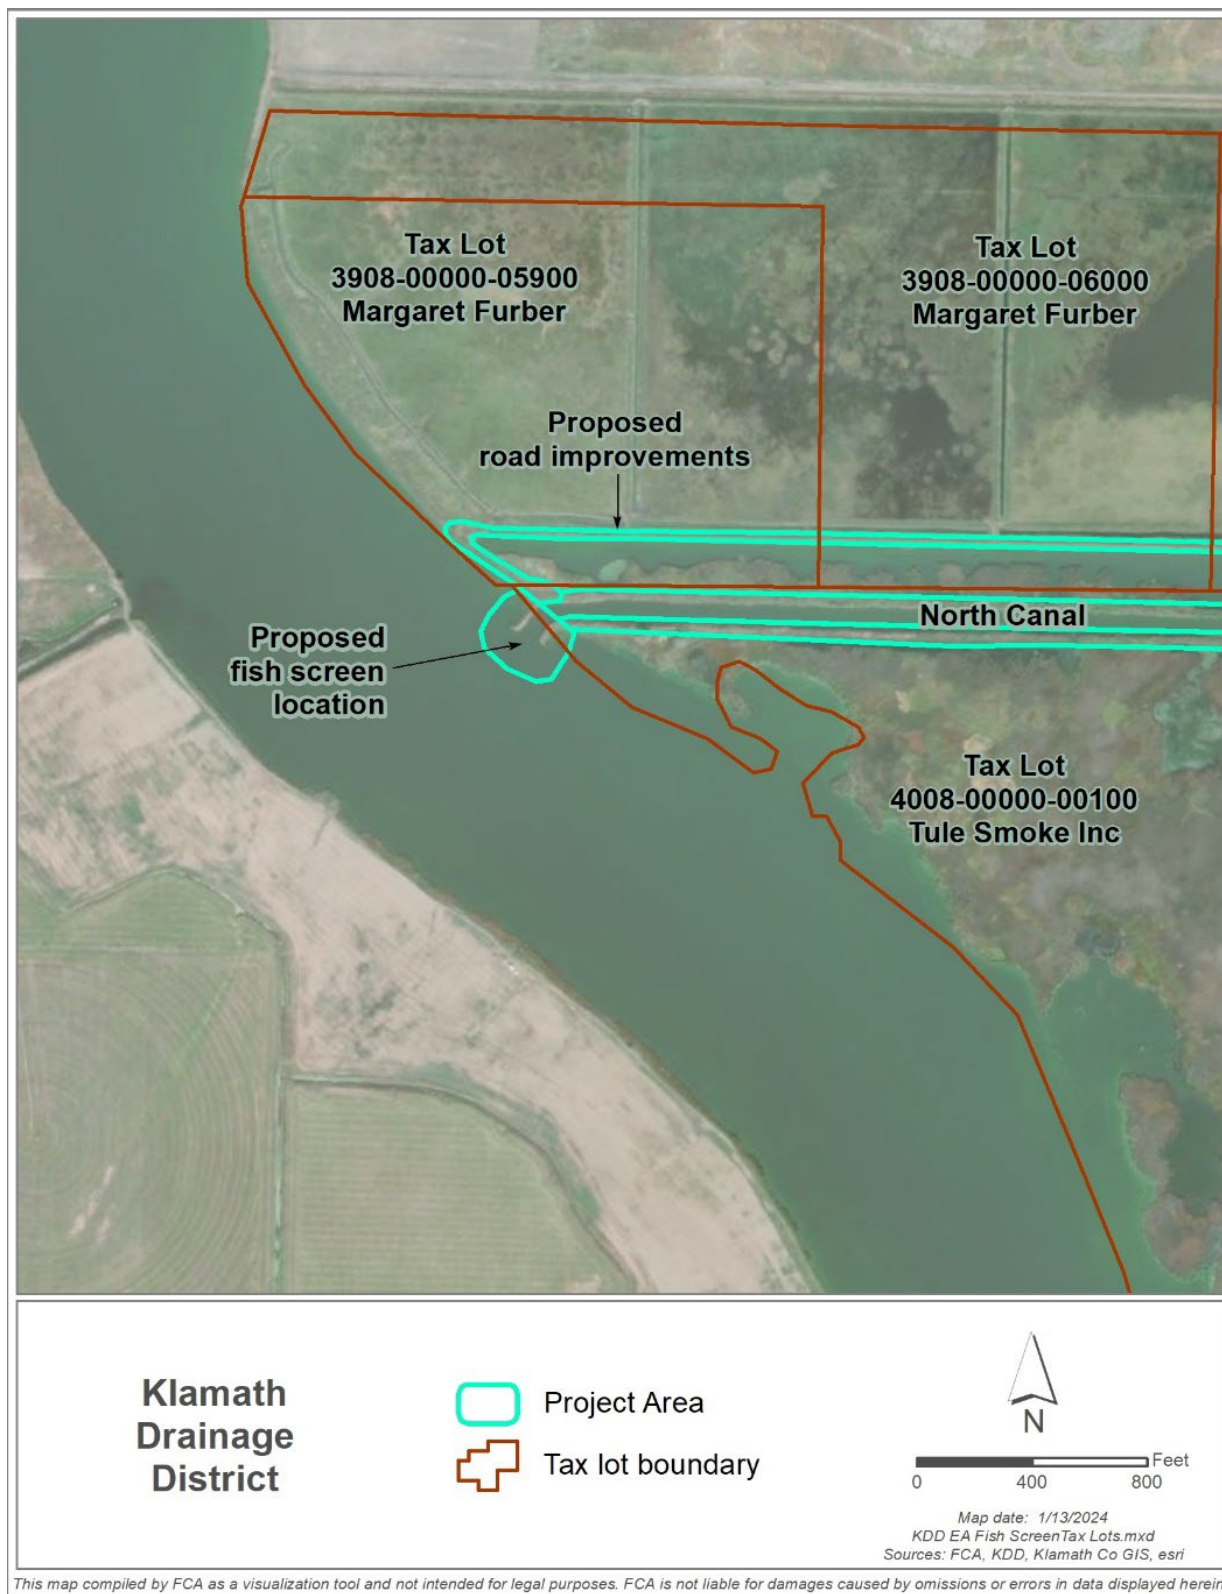 Tax Lot
3908-00000-05900
Margaret Furber
Tax Lot
3908-00000-06000
Margaret Furber
Proposed
road improvements
North Canal
Proposed
fish screen
location
Tax Lot
4008-00000-00100
Tule Smoke Inc
Klamath
Drainage
District
Project Area
Tax lot boundary
N
Feet
0 400 800
Map date: 1/13/2024
KDD EA Fish ScreenTax Lots.mxd
Sources: FCA, KDD, Klamath Co GIS, esri
This map compiled by FCA as a visualization tool and not intended for legal purposes. FCA is not liable for damages caused by omissions or errors in data displayed herein